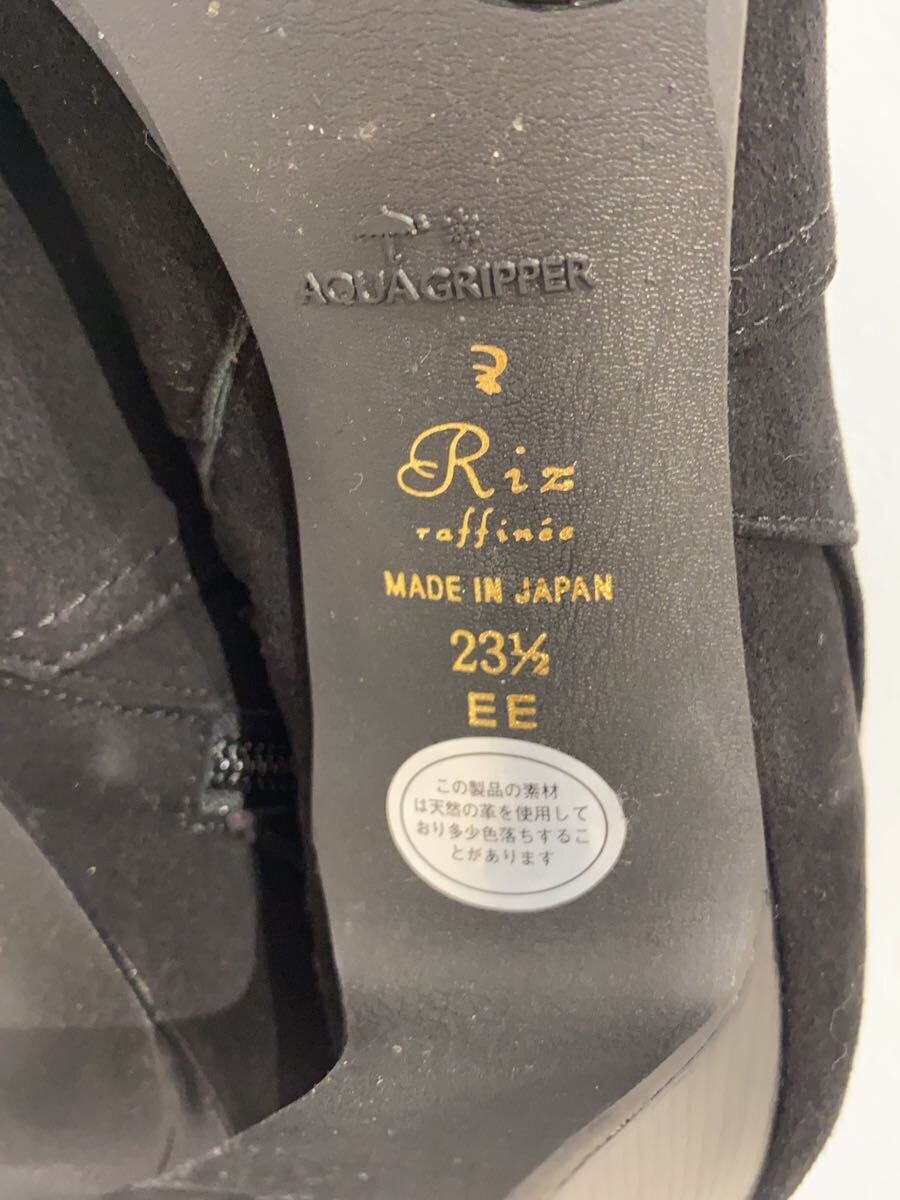 AQUAGRIPPER
Riz
raffinée
MADE IN JAPAN
23½
EE
この製品の素材
は天然の革を使用して
おり多少色落ちするこ
とがあります